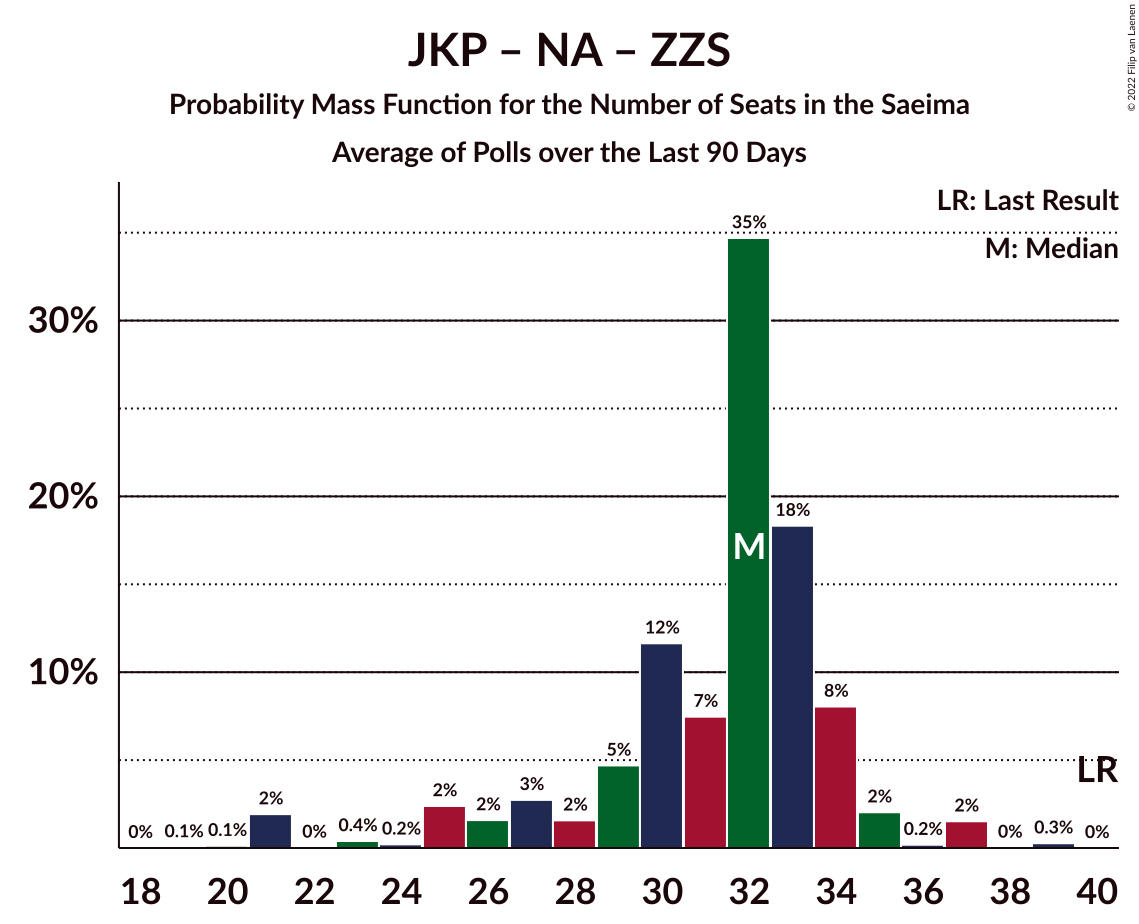 JKP – NA – ZZS
Probability Mass Function for the Number of Seats in the Saeima
Average of Polls over the Last 90 Days
© 2022 Filip van Laenen
LR: Last Result
M: Median
30%
20%
10%
0%
0.1%
0.1%
2%
0%
0.4%
0.2%
2%
2%
3%
2%
5%
12%
7%
35%
M
18%
8%
2%
0.2%
2%
0%
0.3%
0%
LR
18 20 22 24 26 28 30 32 34 36 38 40